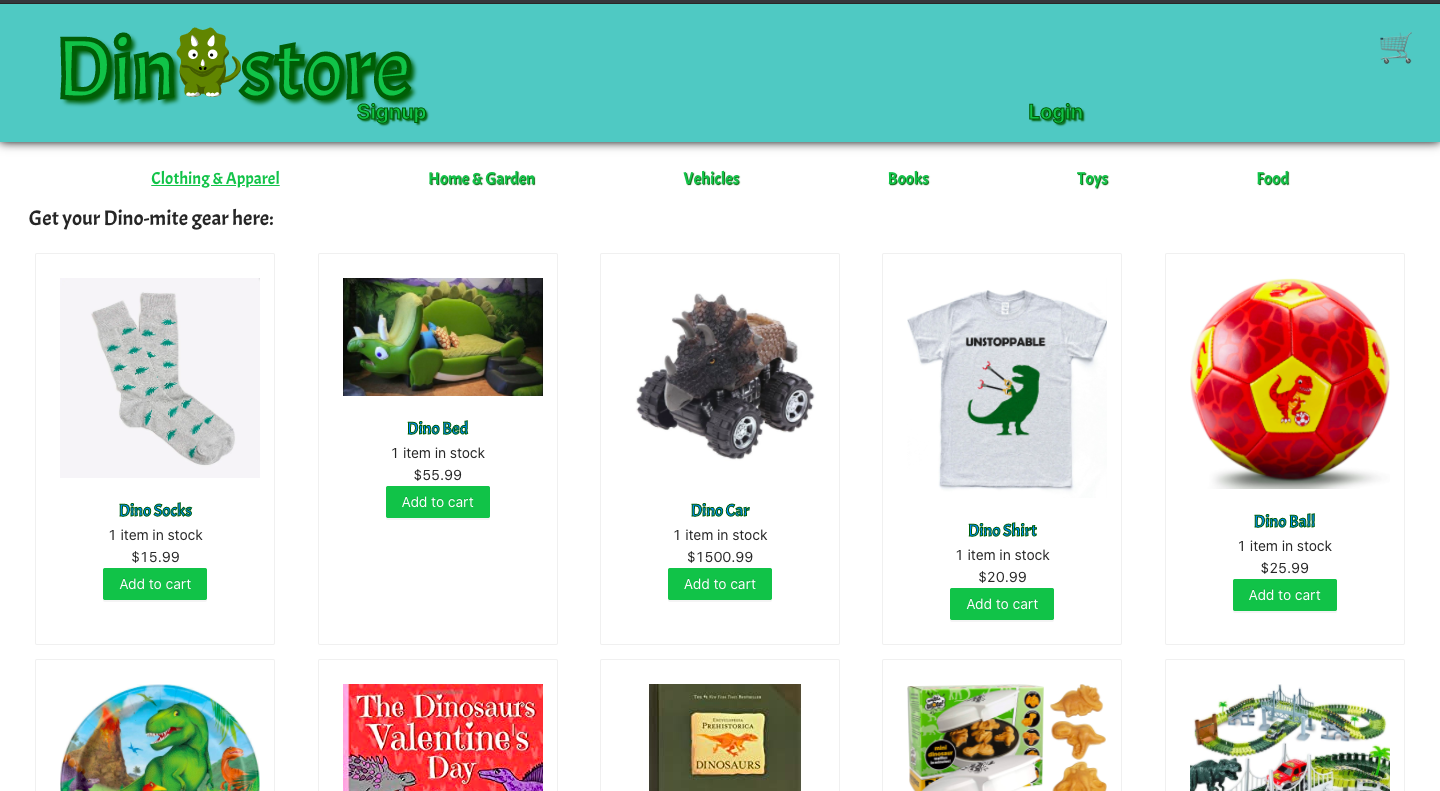 Din store
Signup
Login
Clothing & Apparel
Home & Garden
Vehicles
Books
Toys
Food
Get your Dino-mite gear here:
Dino Socks
1 item in stock
$15.99
Add to cart
Dino Bed
1 item in stock
$55.99
Add to cart
Dino Car
1 item in stock
$1500.99
Add to cart
UNSTOPPABLE
Dino Shirt
1 item in stock
$20.99
Add to cart
Dino Ball
1 item in stock
$25.99
Add to cart
The Dinosaurs
Valentine's
Day
ENCYCLOPEDIA
PREHISTORICA
DINOSAURS
mini
dinosaur